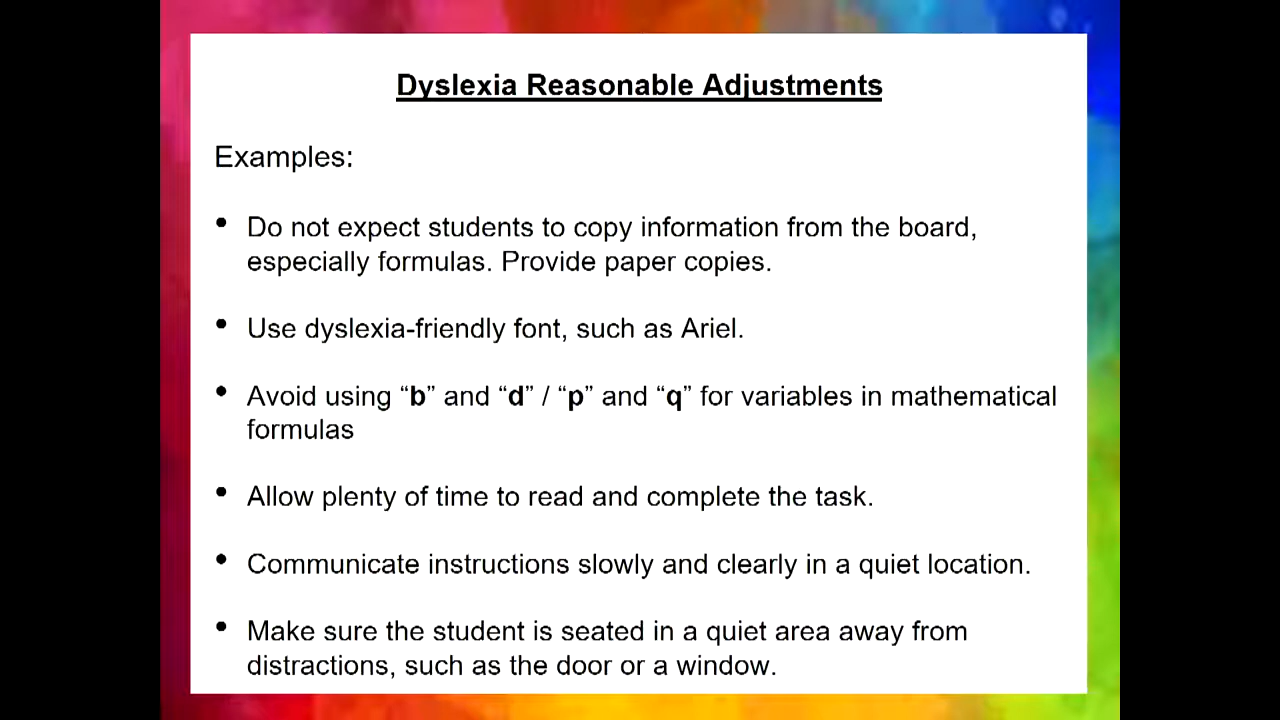 Dyslexia Reasonable Adjustments
Examples:
• Do not expect students to copy information from the board,
especially formulas. Provide paper copies.
• Use dyslexia-friendly font, such as Ariel.
• Avoid using “b” and “d” / “p” and “q” for variables in mathematical
formulas
• Allow plenty of time to read and complete the task.
• Communicate instructions slowly and clearly in a quiet location.
• Make sure the student is seated in a quiet area away from
distractions, such as the door or a window.